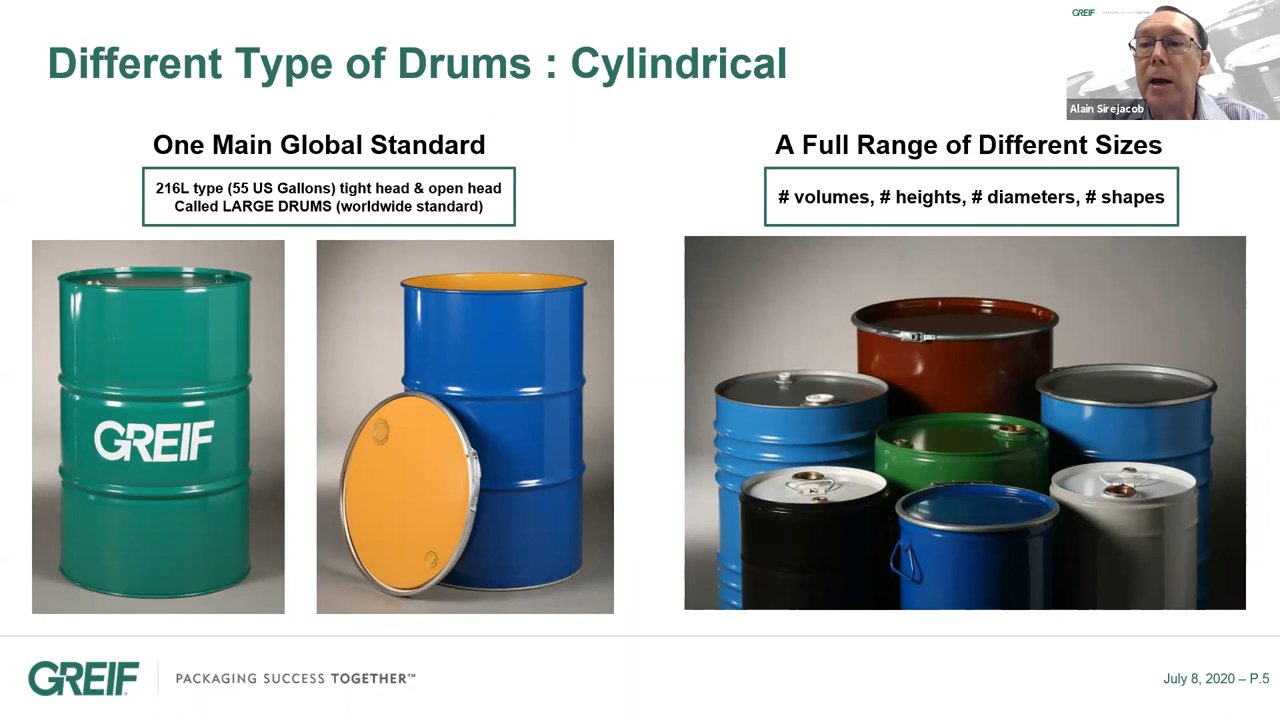 GREIF
Different Type of Drums : Cylindrical
Alain Sirejacob
One Main Global Standard
216L type (55 US Gallons) tight head & open head
Called LARGE DRUMS (worldwide standard)
A Full Range of Different Sizes
# volumes, # heights, # diameters, # shapes
GREIF
GREIF
PACKAGING SUCCESS TOGETHER™
July 8, 2020 – P.5